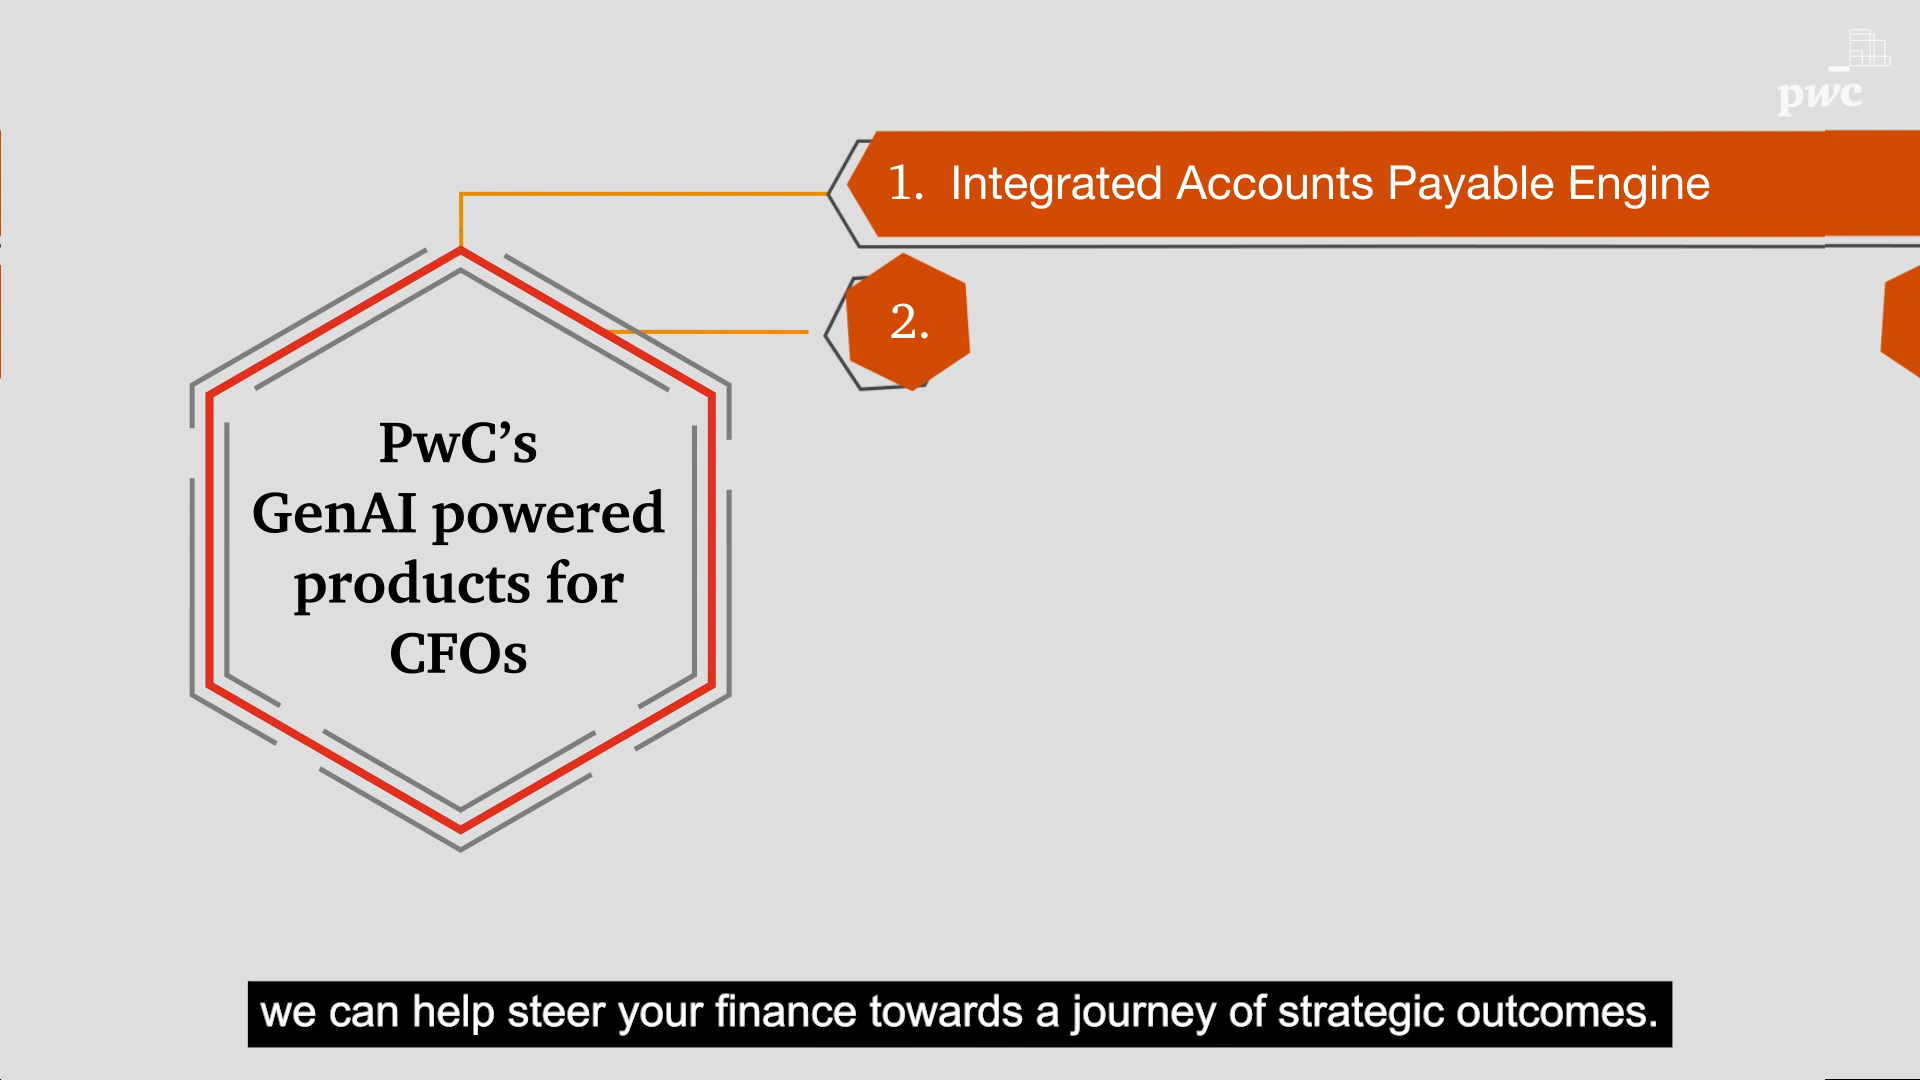 pwc
1. Integrated Accounts Payable Engine
2.
PwC’s
GenAI powered
products for
CFOs
we can help steer your finance towards a journey of strategic outcomes.